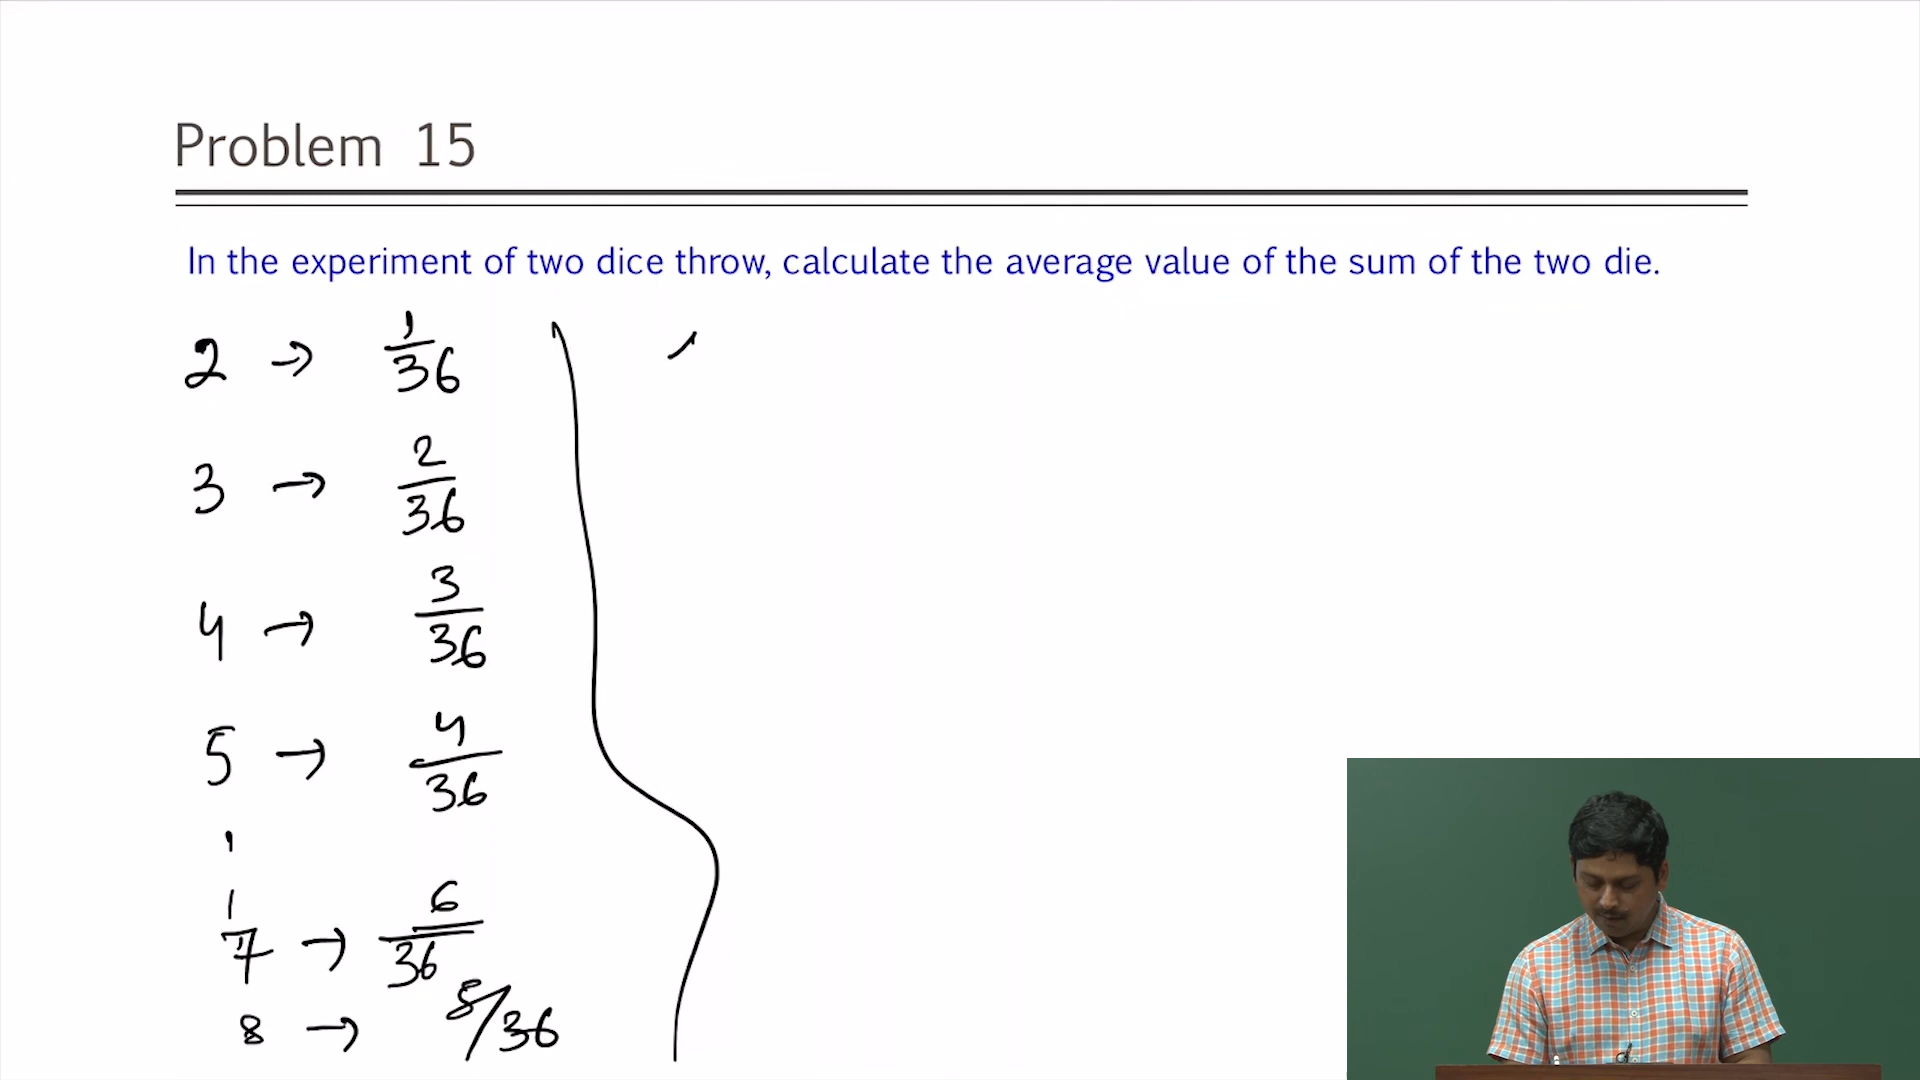 Problem 15
In the experiment of two dice throw, calculate the average value of the sum of the two die.
2 → 1/36
3 → 2/36
4 → 3/36
5 → 4/36
7 → 6/36
8 → /36